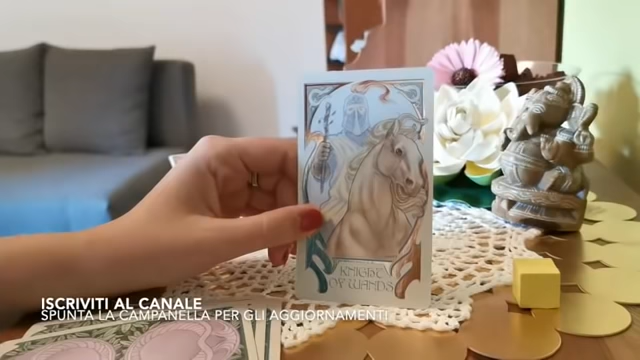 KNIGHT
OF WANDS
ISCRIVITI AL CANALE
SPUNTA LA CAMPANELLA PER GLI AGGIORNAMENTI